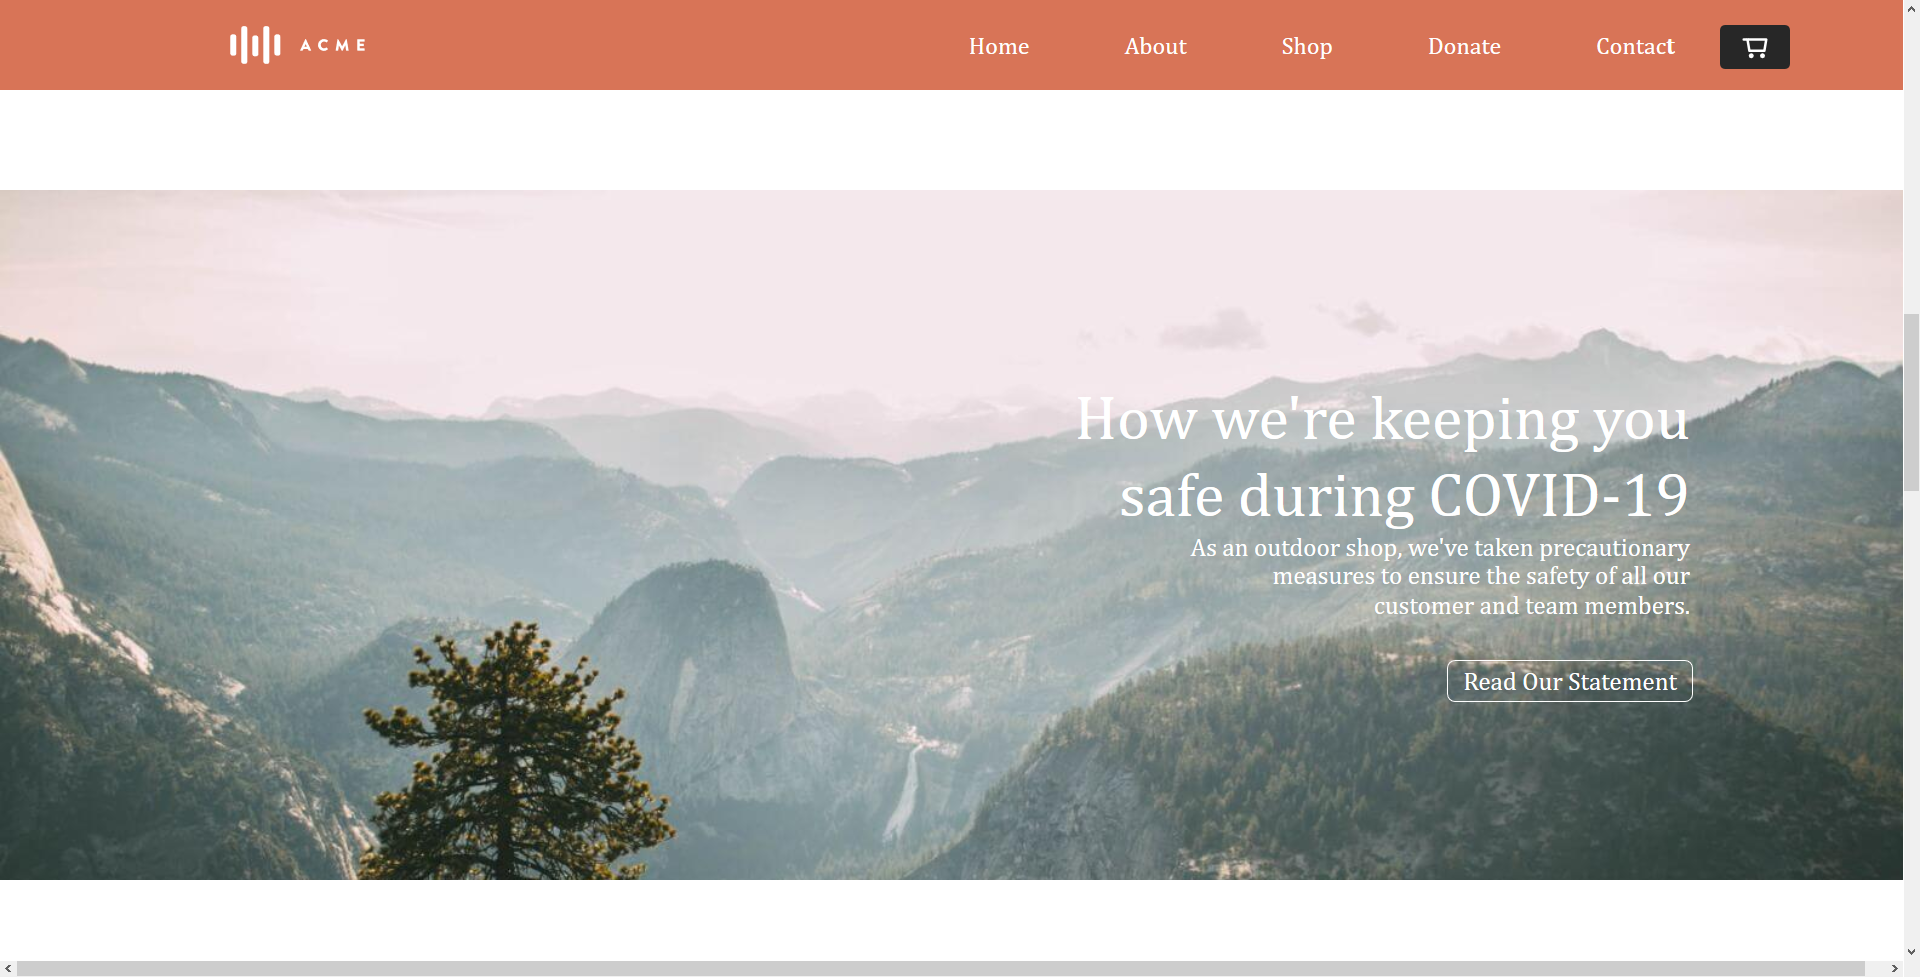 ACME
Home About Shop Donate Contact
How we're keeping you
safe during COVID-19
As an outdoor shop, we've taken precautionary
measures to ensure the safety of all our
customer and team members.
Read Our Statement